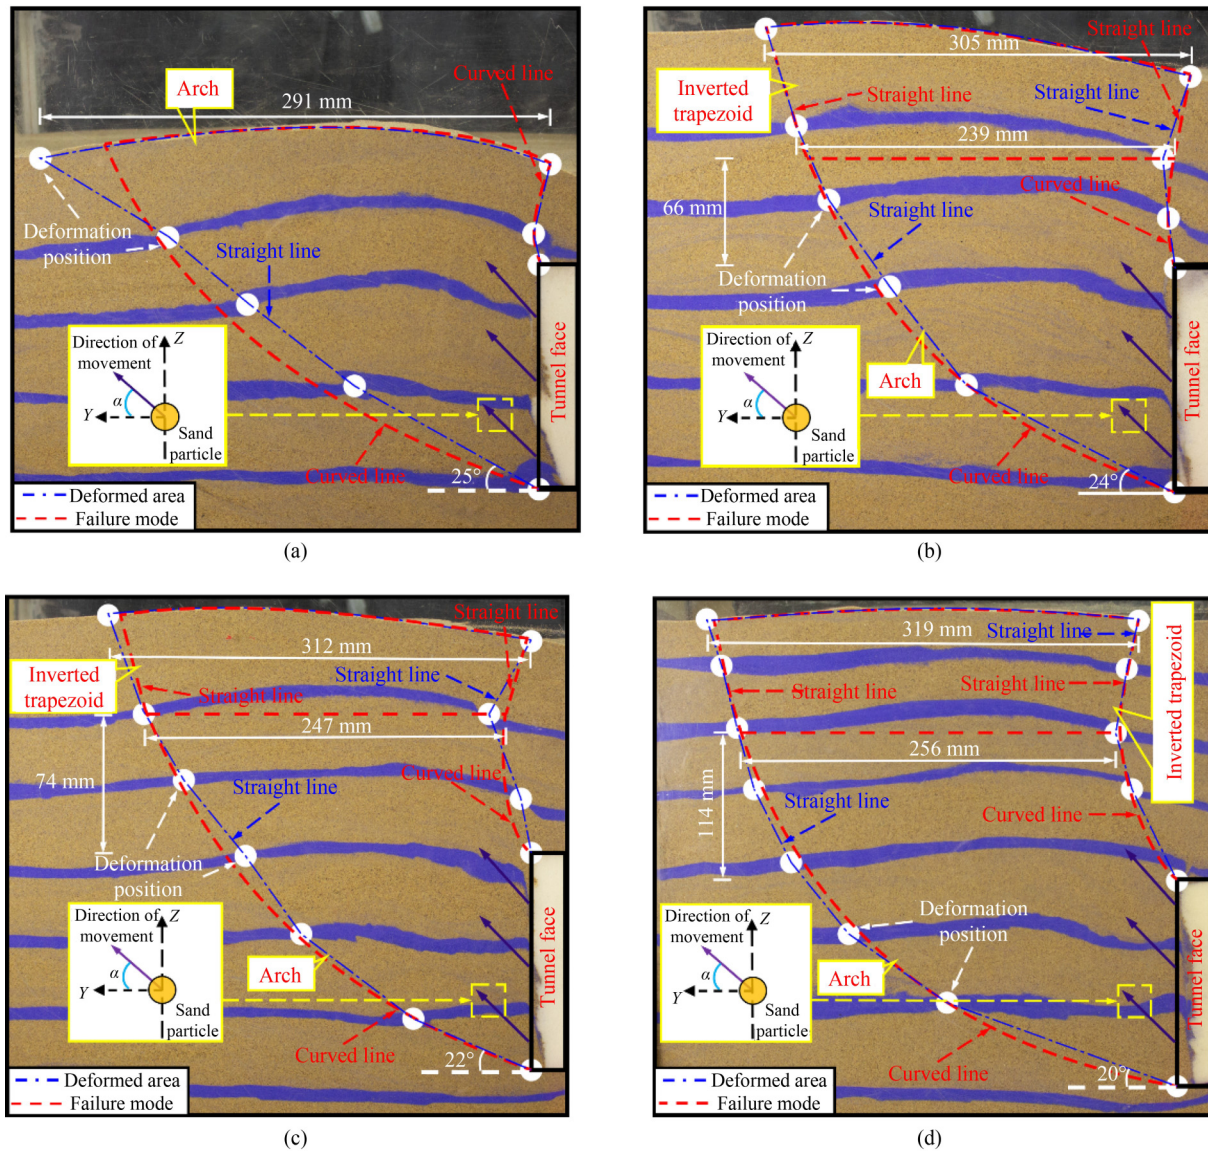 Arch
Curved line
291 mm
Deformation
position
Straight line
Direction of
movement
Z
α
Y
Sand
particle
Curved line
25°
Tunnel face
Deformed area
Failure mode
(a)
Straight line
305 mm
Inverted
trapezoid
Straight line
Straight line
239 mm
66 mm
Curved line
Straight line
Deformation
position
Direction of
movement
Z
α
Y
Sand
particle
Arch
Curved line
24°
Tunnel face
Deformed area
Failure mode
(b)
Straight line
312 mm
Inverted
trapezoid
Straight line
Straight line
247 mm
74 mm
Curved line
Straight line
Deformation
position
Direction of
movement
Z
α
Y
Sand
particle
Arch
Curved line
22°
Tunnel face
Deformed area
Failure mode
(c)
319 mm
Straight line
Straight line
Straight line
Inverted trapezoid
256 mm
114 mm
Straight line
Curved line
Deformation
position
Direction of
movement
Z
α
Y
Sand
particle
Arch
Curved line
20°
Tunnel face
Deformed area
Failure mode
(d)